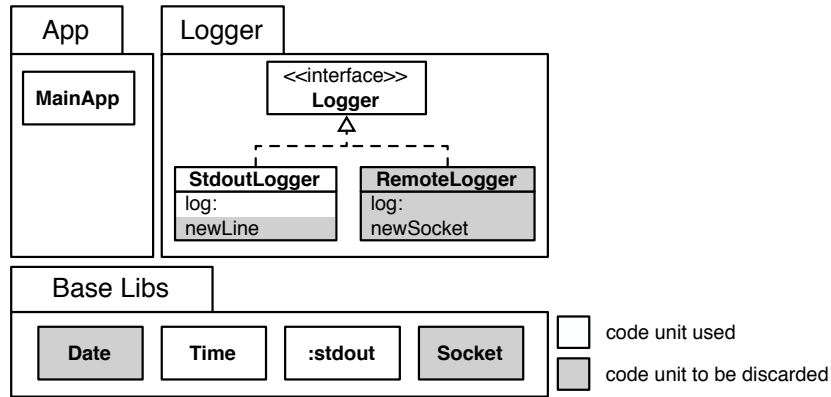 App
Logger
MainApp
<<interface>>
Logger
StdoutLogger
log:
newLine
RemoteLogger
log:
newSocket
Base Libs
Date
Time
:stdout
Socket
code unit used
code unit to be discarded